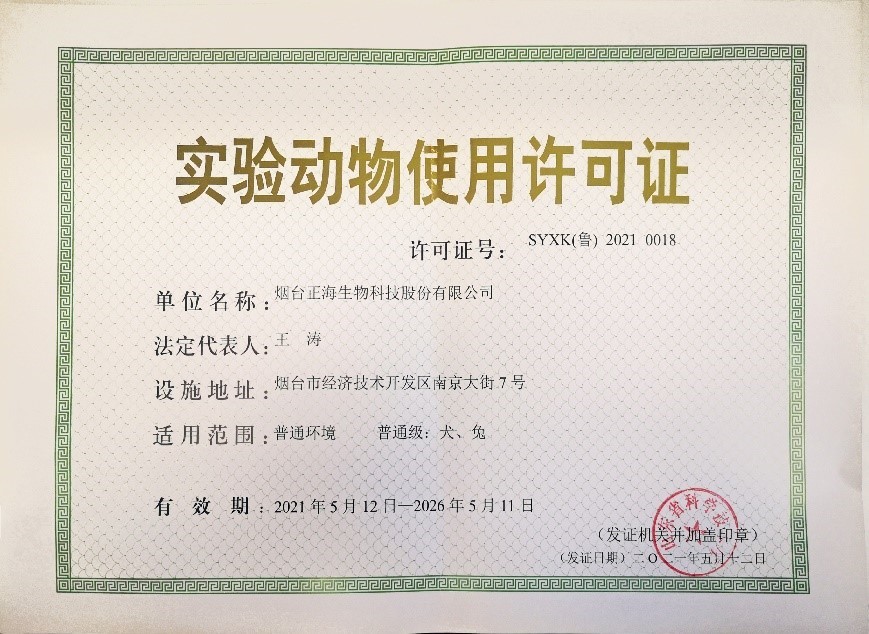 实验动物使用许可证
许可证号： SYXK(鲁) 2021 0018
单位名称：烟台正海生物科技股份有限公司
法定代表人：王 涛
设施地址：烟台市经济技术开发区南京大街7号
适用范围：普通环境 普通级：犬、兔
有效期：2021年5月12日—2026年5月11日
山东省科学技
（发证机关并加盖印章）
（发证日期）二〇二一年五月十二日